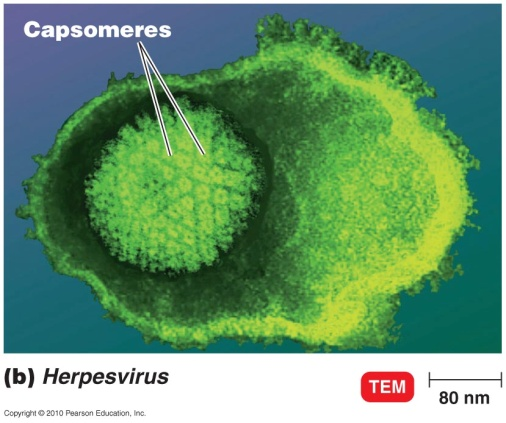 Capsomeres
(b) Herpesvirus
TEM
80 nm
Copyright © 2010 Pearson Education, Inc.